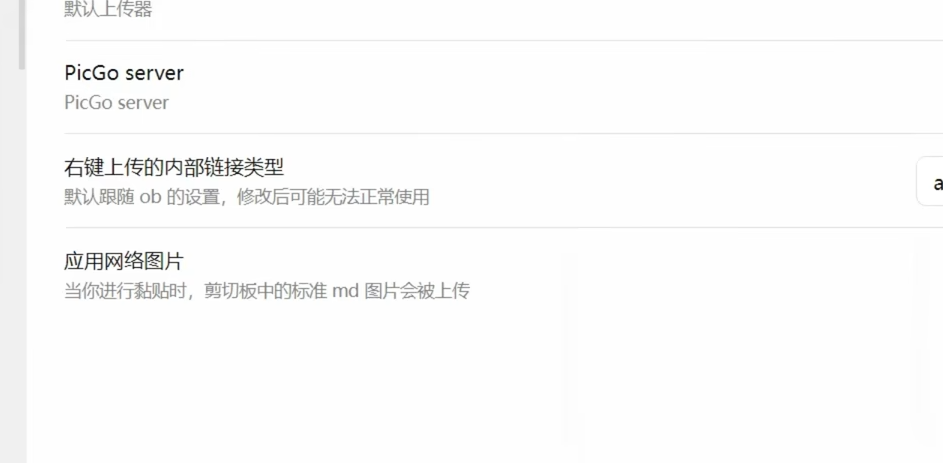 默认上传器
PicGo server
PicGo server
右键上传的内部链接类型
默认跟随 ob 的设置，修改后可能无法正常使用
a
应用网络图片
当你进行黏贴时，剪切板中的标准 md 图片会被上传